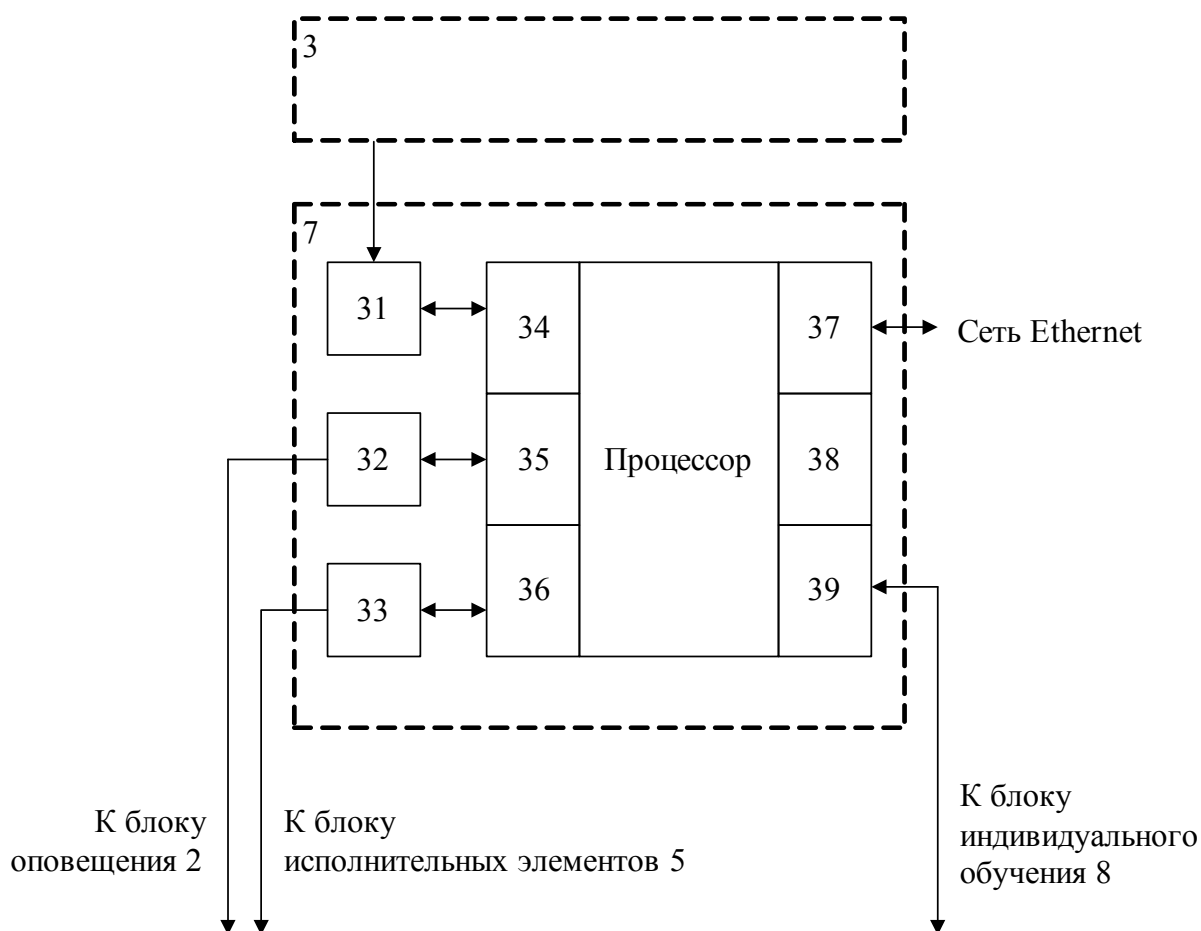 3
7
31
34
37
Сеть Ethernet
32
35
Процессор
38
33
36
39
К блоку
оповещения 2
К блоку
исполнительных элементов 5
К блоку
индивидуального
обучения 8